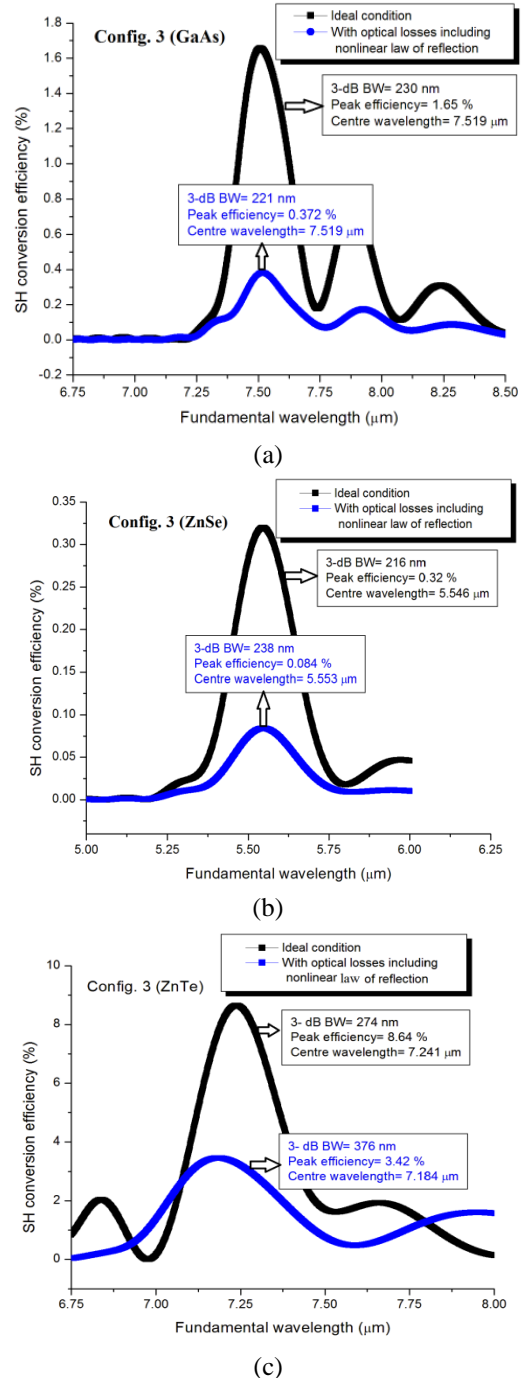 Config. 3 (GaAs)
Ideal condition
With optical losses including
nonlinear law of reflection
3-dB BW= 230 nm
Peak efficiency= 1.65 %
Centre wavelength= 7.519 μm
3-dB BW= 221 nm
Peak efficiency= 0.372 %
Centre wavelength= 7.519 μm
SH conversion efficiency (%)
1.8
1.6
1.4
1.2
1.0
0.8
0.6
0.4
0.2
0.0
-0.2
6.75 7.00 7.25 7.50 7.75 8.00 8.25 8.50
Fundamental wavelength (μm)
(a)
Config. 3 (ZnSe)
Ideal condition
With optical losses including
nonlinear law of reflection
3-dB BW= 216 nm
Peak efficiency= 0.32 %
Centre wavelength= 5.546 μm
3-dB BW= 238 nm
Peak efficiency= 0.084 %
Centre wavelength= 5.553 μm
SH conversion efficiency (%)
0.35
0.30
0.25
0.20
0.15
0.10
0.05
0.00
5.00 5.25 5.50 5.75 6.00 6.25
Fundamental wavelength (μm)
(b)
Config. 3 (ZnTe)
Ideal condition
With optical losses including
nonlinear law of reflection
3- dB BW= 274 nm
Peak efficiency= 8.64 %
Centre wavelength= 7.241 μm
3- dB BW= 376 nm
Peak efficiency= 3.42 %
Centre wavelength= 7.184 μm
SH conversion efficiency (%)
10
8
6
4
2
0
6.75 7.00 7.25 7.50 7.75 8.00
Fundamental wavelength (μm)
(c)